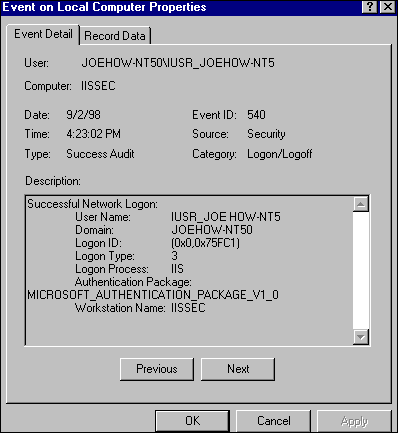 Event on Local Computer Properties
Event Detail
Record Data
User: JOEHOW-NT50\IUSR_JOEHOW-NT5
Computer: IISSEC
Date: 9/2/98 Event ID: 540
Time: 4:23:02 PM Source: Security
Type: Success Audit Category: Logon/Logoff
Description:
Successful Network Logon:
User Name: IUSR_JOE HOW-NT5
Domain: JOEHOW-NT50
Logon ID: (0x0,0x75FC1)
Logon Type: 3
Logon Process: IIS
Authentication Package:
MICROSOFT_AUTHENTICATION_PACKAGE_V1_0
Workstation Name: IISSEC
Previous
Next
OK
Cancel
Apply